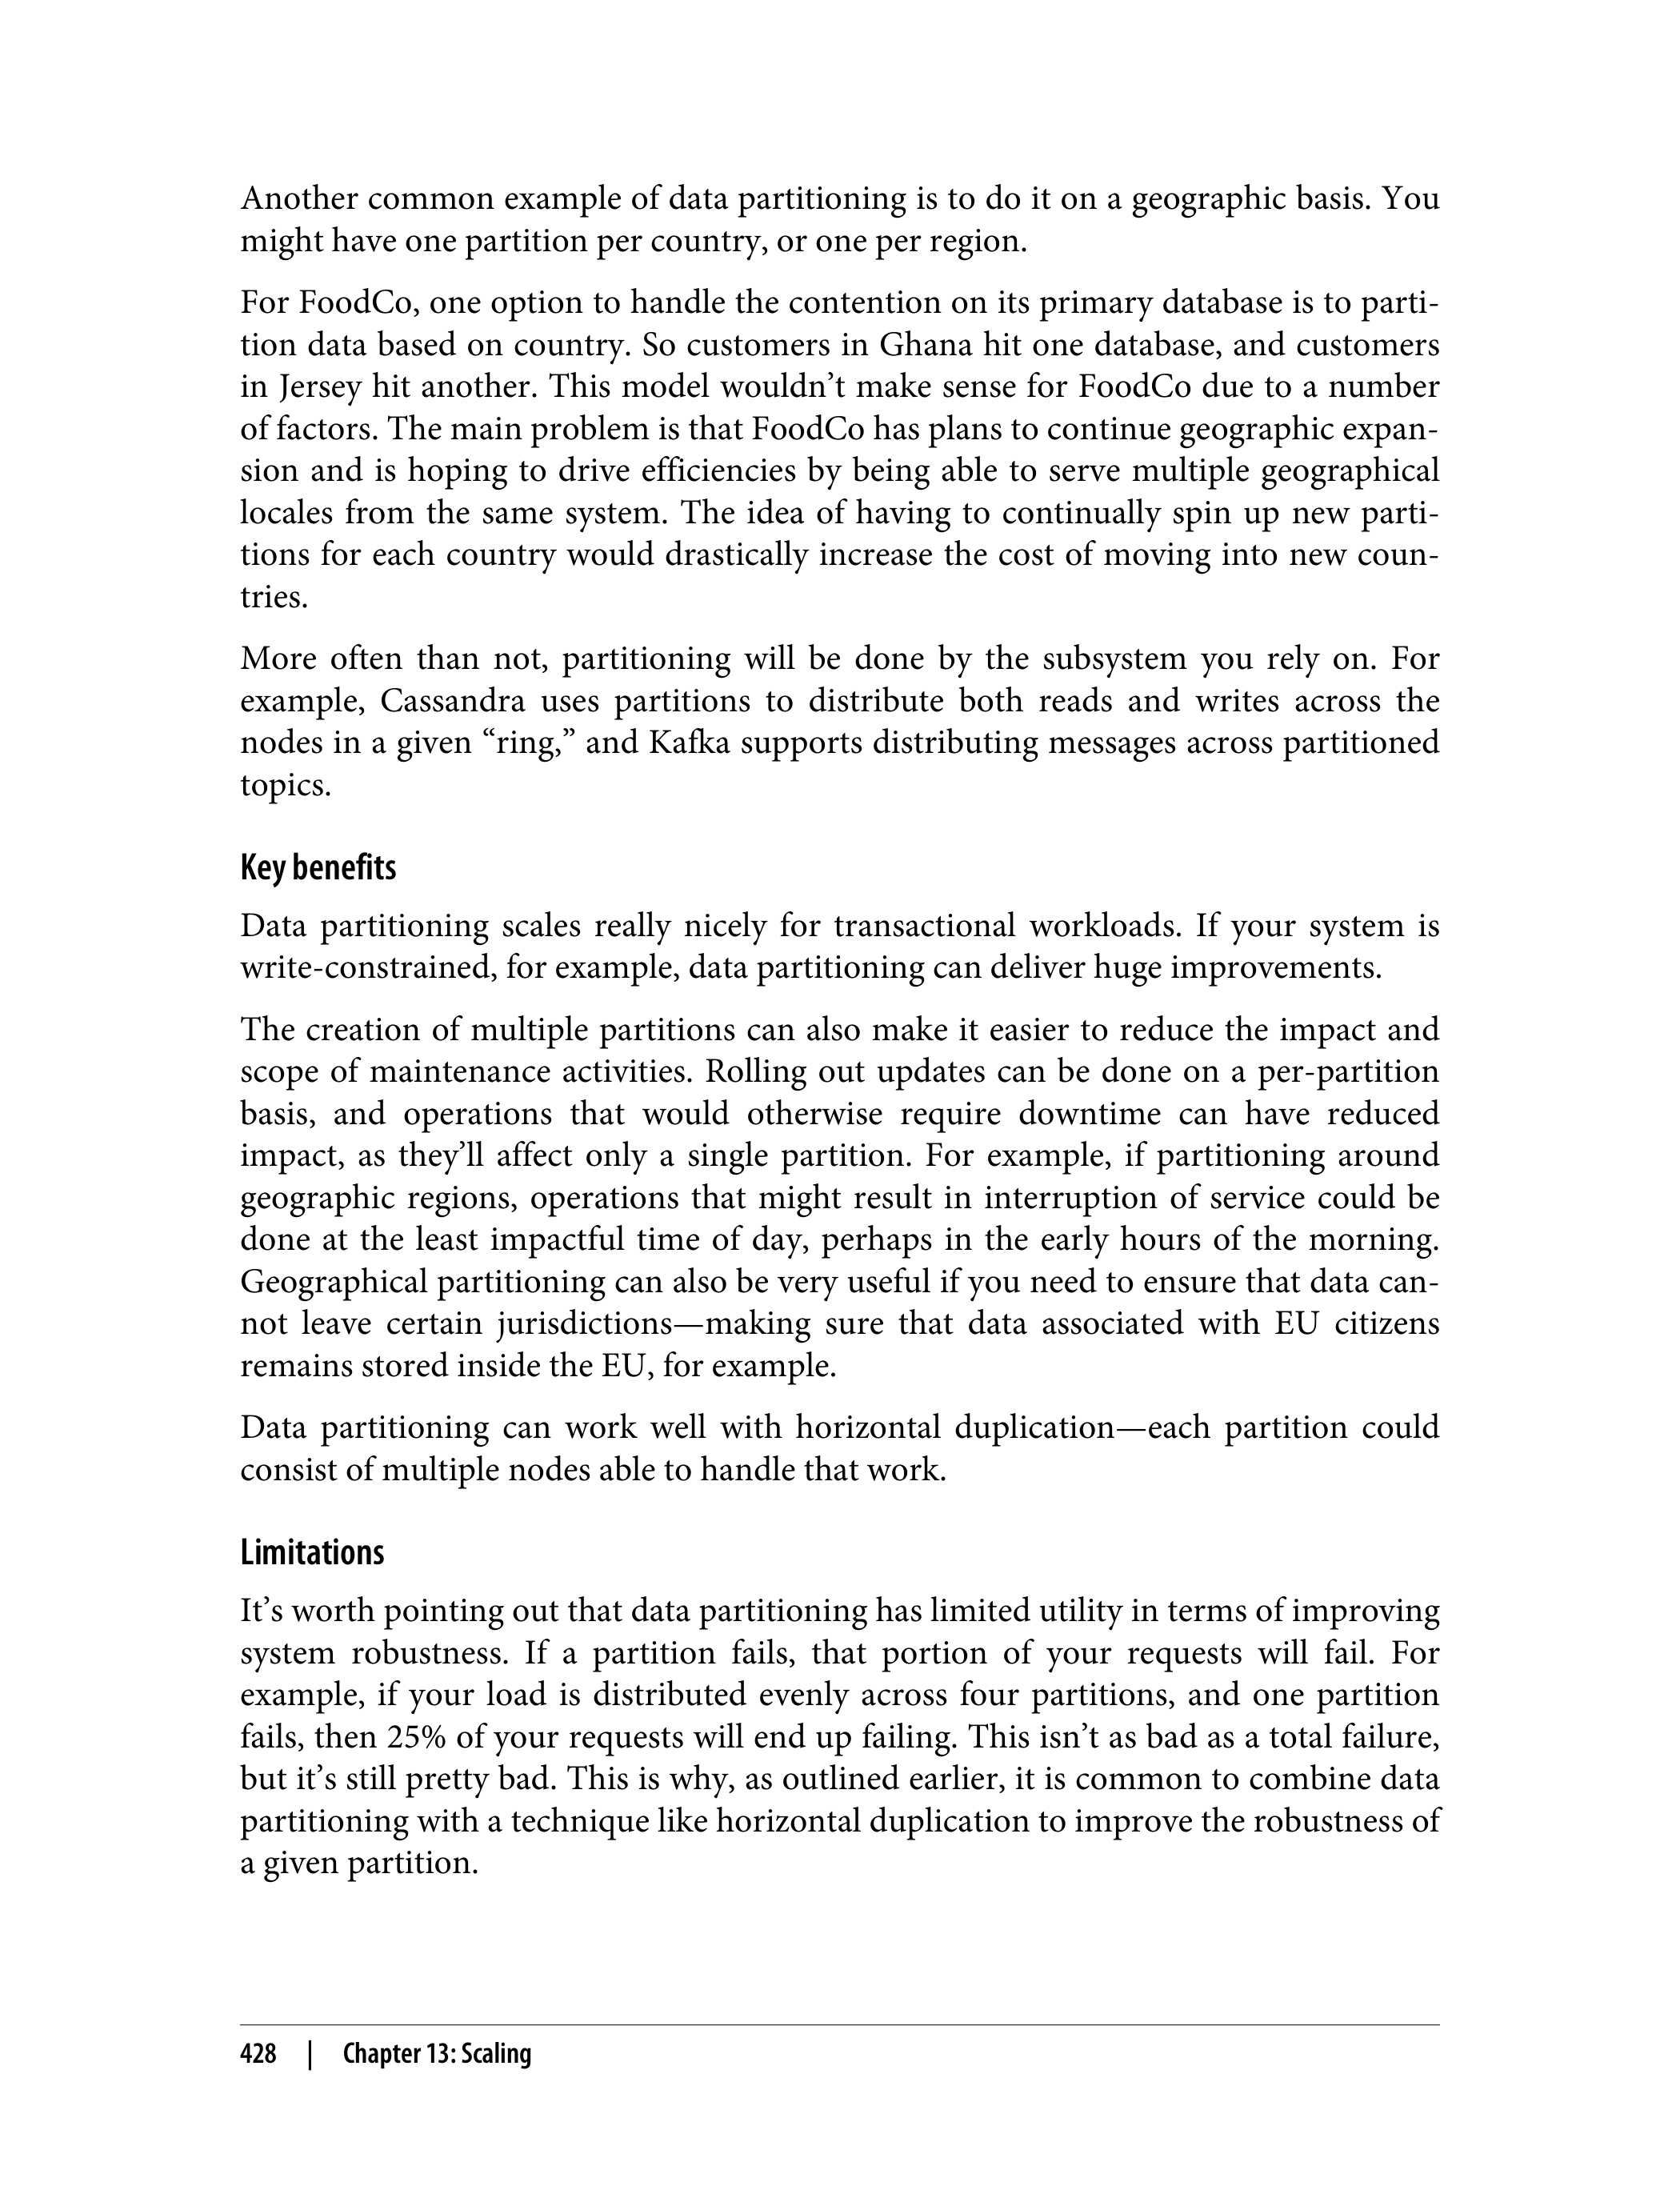 Another common example of data partitioning is to do it on a geographic basis. You
might have one partition per country, or one per region.
For FoodCo, one option to handle the contention on its primary database is to parti-
tion data based on country. So customers in Ghana hit one database, and customers
in Jersey hit another. This model wouldn’t make sense for FoodCo due to a number
of factors. The main problem is that FoodCo has plans to continue geographic expan-
sion and is hoping to drive efficiencies by being able to serve multiple geographical
locales from the same system. The idea of having to continually spin up new parti-
tions for each country would drastically increase the cost of moving into new coun-
tries.
More often than not, partitioning will be done by the subsystem you rely on. For
example, Cassandra uses partitions to distribute both reads and writes across the
nodes in a given “ring,” and Kafka supports distributing messages across partitioned
topics.
Key benefits
Data partitioning scales really nicely for transactional workloads. If your system is
write-constrained, for example, data partitioning can deliver huge improvements.
The creation of multiple partitions can also make it easier to reduce the impact and
scope of maintenance activities. Rolling out updates can be done on a per-partition
basis, and operations that would otherwise require downtime can have reduced
impact, as they’ll affect only a single partition. For example, if partitioning around
geographic regions, operations that might result in interruption of service could be
done at the least impactful time of day, perhaps in the early hours of the morning.
Geographical partitioning can also be very useful if you need to ensure that data can-
not leave certain jurisdictions—making sure that data associated with EU citizens
remains stored inside the EU, for example.
Data partitioning can work well with horizontal duplication—each partition could
consist of multiple nodes able to handle that work.
Limitations
It’s worth pointing out that data partitioning has limited utility in terms of improving
system robustness. If a partition fails, that portion of your requests will fail. For
example, if your load is distributed evenly across four partitions, and one partition
fails, then 25% of your requests will end up failing. This isn’t as bad as a total failure,
but it’s still pretty bad. This is why, as outlined earlier, it is common to combine data
partitioning with a technique like horizontal duplication to improve the robustness of
a given partition.
428 | Chapter 13: Scaling